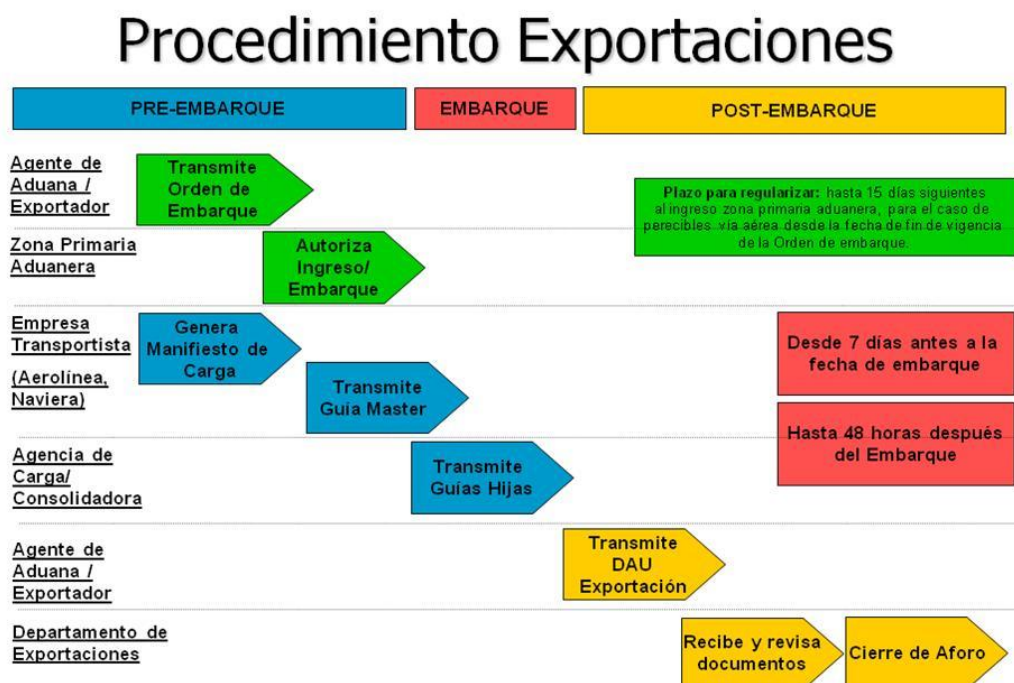 Procedimiento Exportaciones
PRE-EMBARQUE
EMBARQUE
POST-EMBARQUE
Agente de
Aduana /
Exportador
Transmite
Orden de
Embarque
Plazo para regularizar: hasta 15 días siguientes
al ingreso zona primaria aduanera, para el caso de
perecibles vía aérea desde la fecha de fin de vigencia
de la Orden de embarque.
Zona Primaria
Aduanera
Autoriza
Ingreso/
Embarque
Empresa
Transportista
(Aerolínea,
Naviera)
Genera
Manifiesto de
Carga
Transmite
Guía Master
Desde 7 días antes a la
fecha de embarque
Hasta 48 horas después
del Embarque
Agencia de
Carga/
Consolidadora
Transmite
Guías Hijas
Agente de
Aduana /
Exportador
Transmite
DAU
Exportación
Departamento de
Exportaciones
Recibe y revisa
documentos
Cierre de Aforo